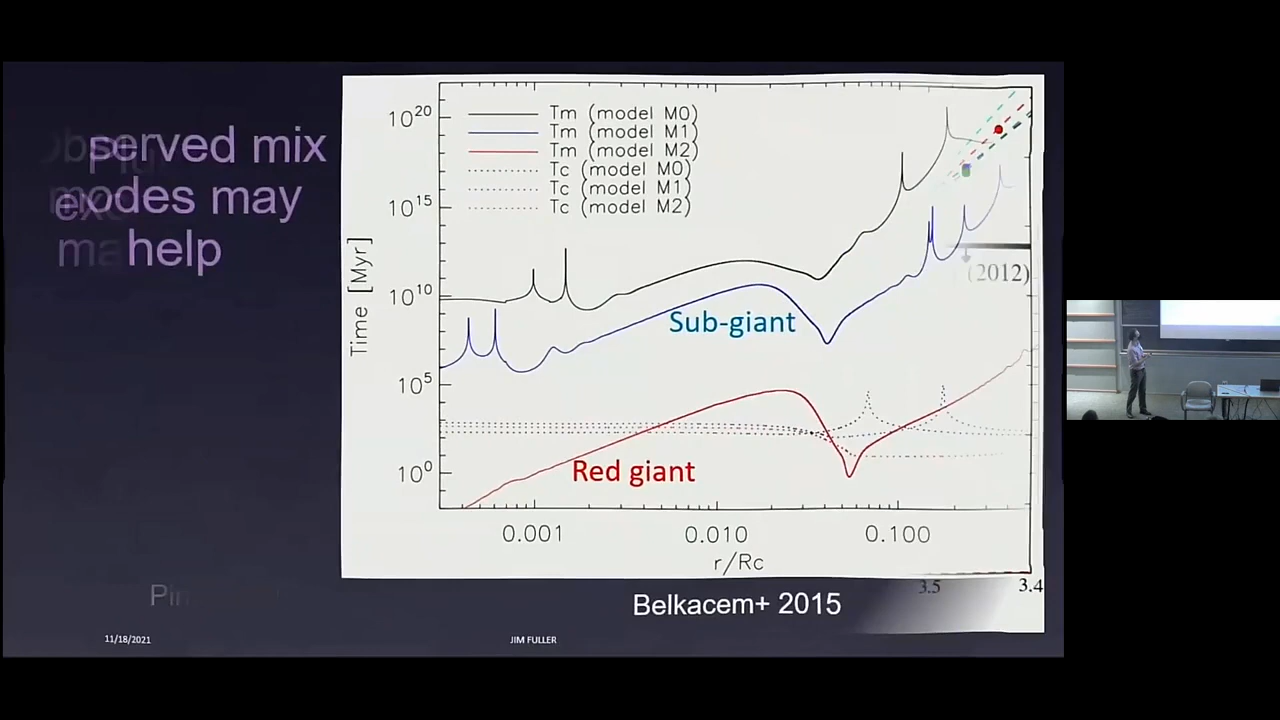 served mix
modes may
help
10^20
10^15
10^10
10^5
10^0
Time [Myr]
Tm (model M0)
Tm (model M1)
Tm (model M2)
Tc (model M0)
Tc (model M1)
Tc (model M2)
(2012)
Sub-giant
Red giant
0.001
0.010
0.100
r/Rc
3.5
3.4
Belkacem+ 2015
11/18/2021
JIM FULLER